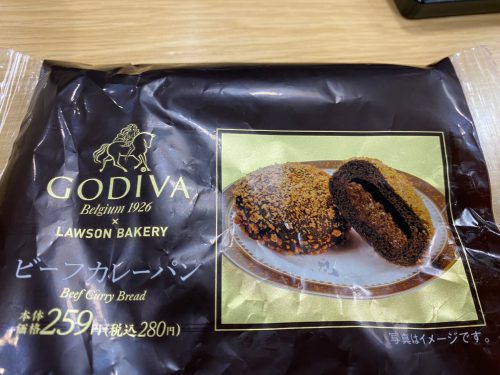 GODIVA
Belgium 1926
×
LAWSON BAKERY
ビーフカレーパン
Beef Curry Bread
本体価格259円(税込280円)
写真はイメージです。